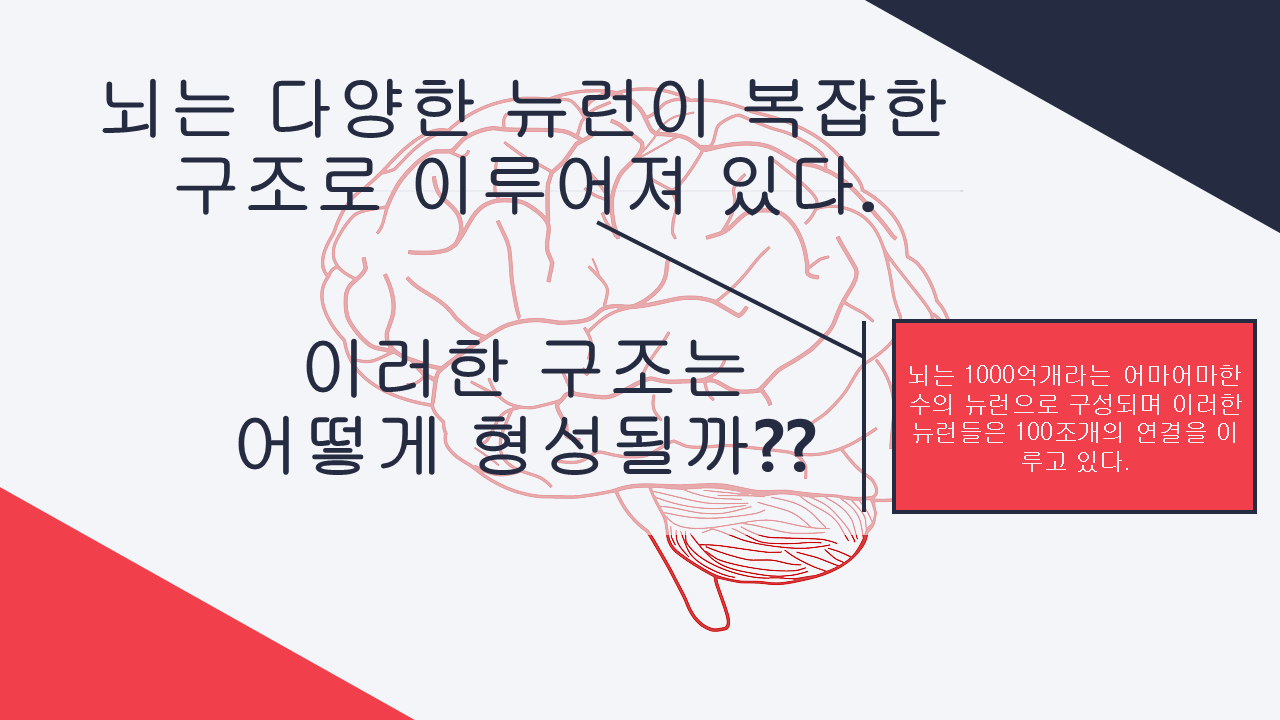 뇌는 다양한 뉴런이 복잡한
구조로 이루어져 있다.
이러한 구조는
어떻게 형성될까??
뇌는 1000억개라는 어마어마한
수의 뉴런으로 구성되며 이러한
뉴런들은 100조개의 연결을 이
루고 있다.